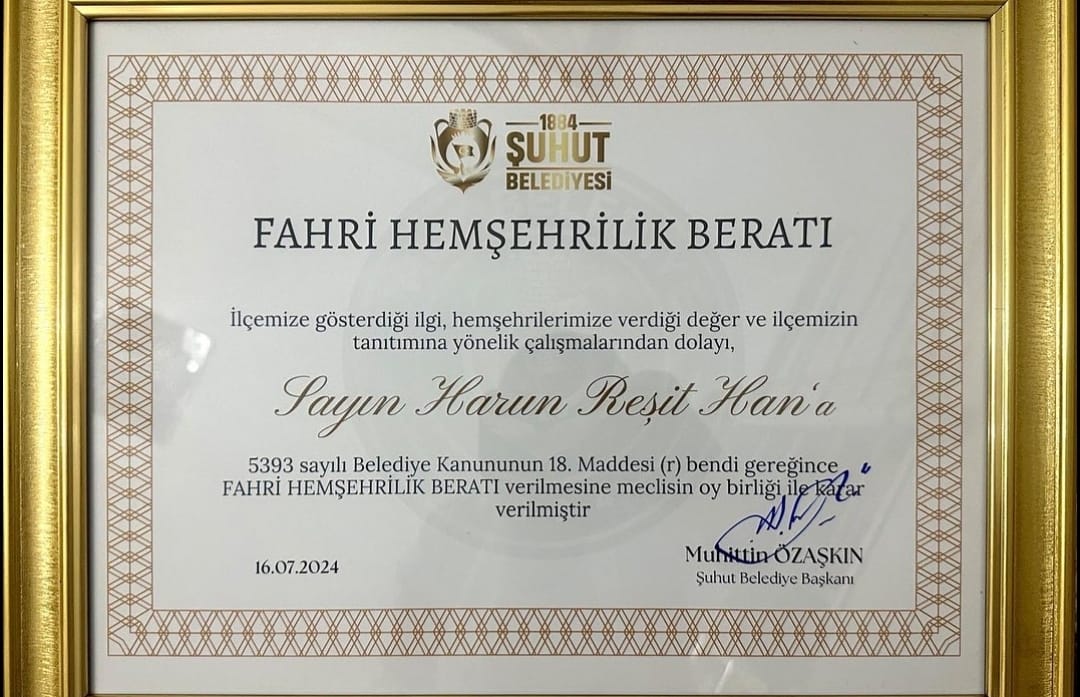 1884
ŞUHUT
BELEDİYESİ
FAHRİ HEMŞEHRİLİK BERATI
İlçemize gösterdiği ilgi, hemşehrilerimize verdiği değer ve ilçemizin
tanıtımına yönelik çalışmalarından dolayı,
Sayın Harun Reşit Han'a
5393 sayılı Belediye Kanununun 18. Maddesi (r) bendi gereğince
FAHRİ HEMŞEHRİLİK BERATI verilmesine meclisin oy birliği ile karar
verilmiştir
16.07.2024
Muhittin ÖZAŞKIN
Şuhut Belediye Başkanı